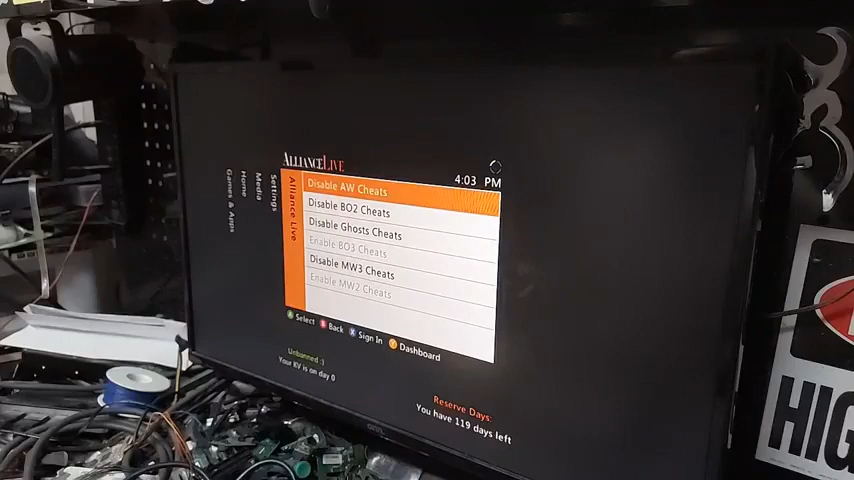 ALLIANCELIVE
4:03 PM
Games & Apps
Home
Media
Settings
Alliance Live
Disable AW Cheats
Disable BO2 Cheats
Disable Ghosts Cheats
Enable BO3 Cheats
Disable MW3 Cheats
Enable MW2 Cheats
A Select B Back X Sign In Y Dashboard
Unbanned :)
Your KV is on day 0
Reserve Days:
You have 119 days left
HIG